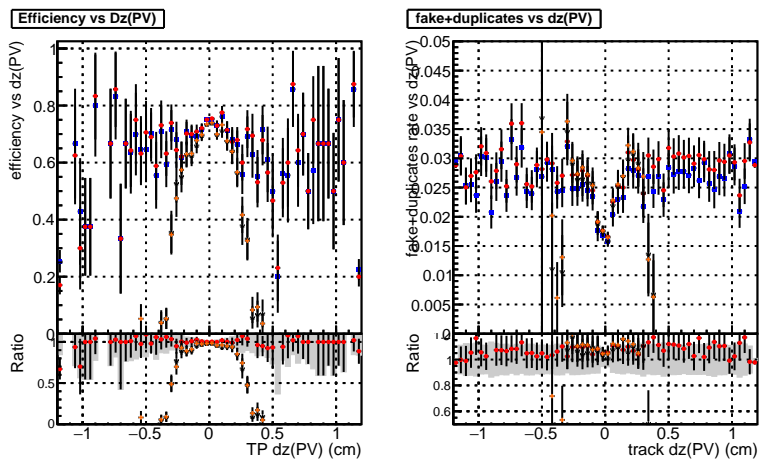 Efficiency vs Dz(PV)
efficiency vs dz(PV)
1
0.8
0.6
0.4
0.2
0
Ratio
1
0.5
0
−1 −0.5 0 0.5 1
TP dz(PV) (cm)
fake+duplicates vs dz(PV)
fake+duplicates rate vs dz(PV)
0.05
0.045
0.04
0.035
0.03
0.025
0.02
0.015
0.01
0.005
0
Ratio
1.2
1
0.8
0.6
−1 −0.5 0 0.5 1
track dz(PV) (cm)